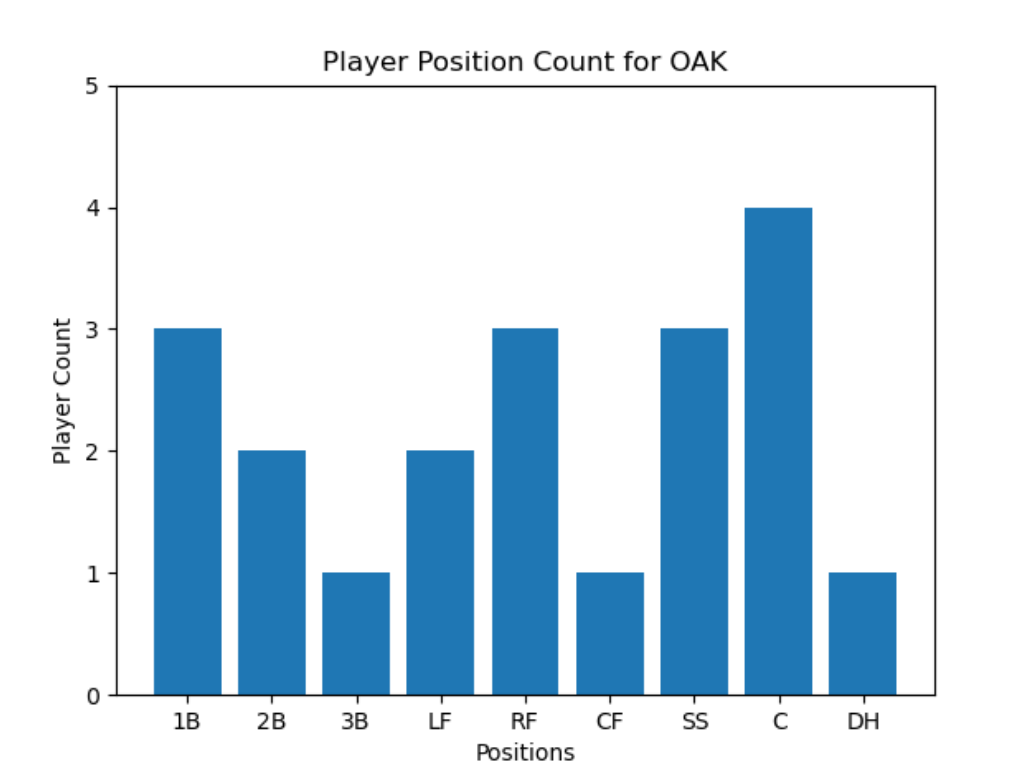 Player Position Count for OAK
5
4
3
2
1
0
Player Count
1B 2B 3B LF RF CF SS C DH
Positions